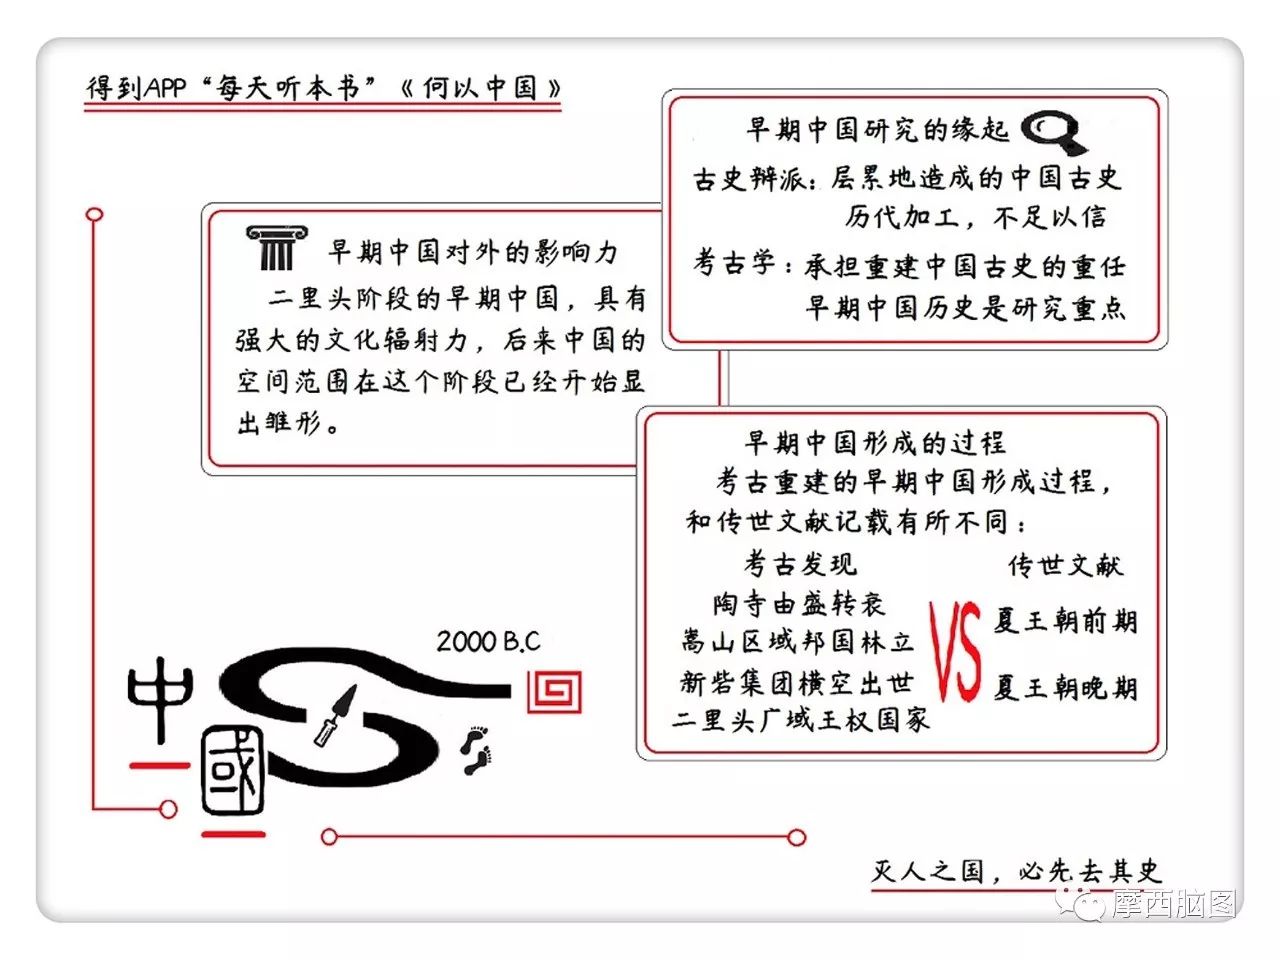 得到APP“每天听本书”《何以中国》
早期中国研究的缘起
古史辩派：层累地造成的中国古史
历代加工，不足以信
考古学：承担重建中国古史的重任
早期中国历史是研究重点
早期中国对外的影响力
二里头阶段的早期中国，具有
强大的文化辐射力，后来中国的
空间范围在这个阶段已经开始显
出雏形。
早期中国形成的过程
考古重建的早期中国形成过程，
和传世文献记载有所不同：
考古发现
陶寺由盛转衰
嵩山区域邦国林立
新砦集团横空出世
二里头广域王权国家
VS
传世文献
夏王朝前期
夏王朝晚期
2000 B.C
中
國
灭人之国，必先去其史
摩西脑图